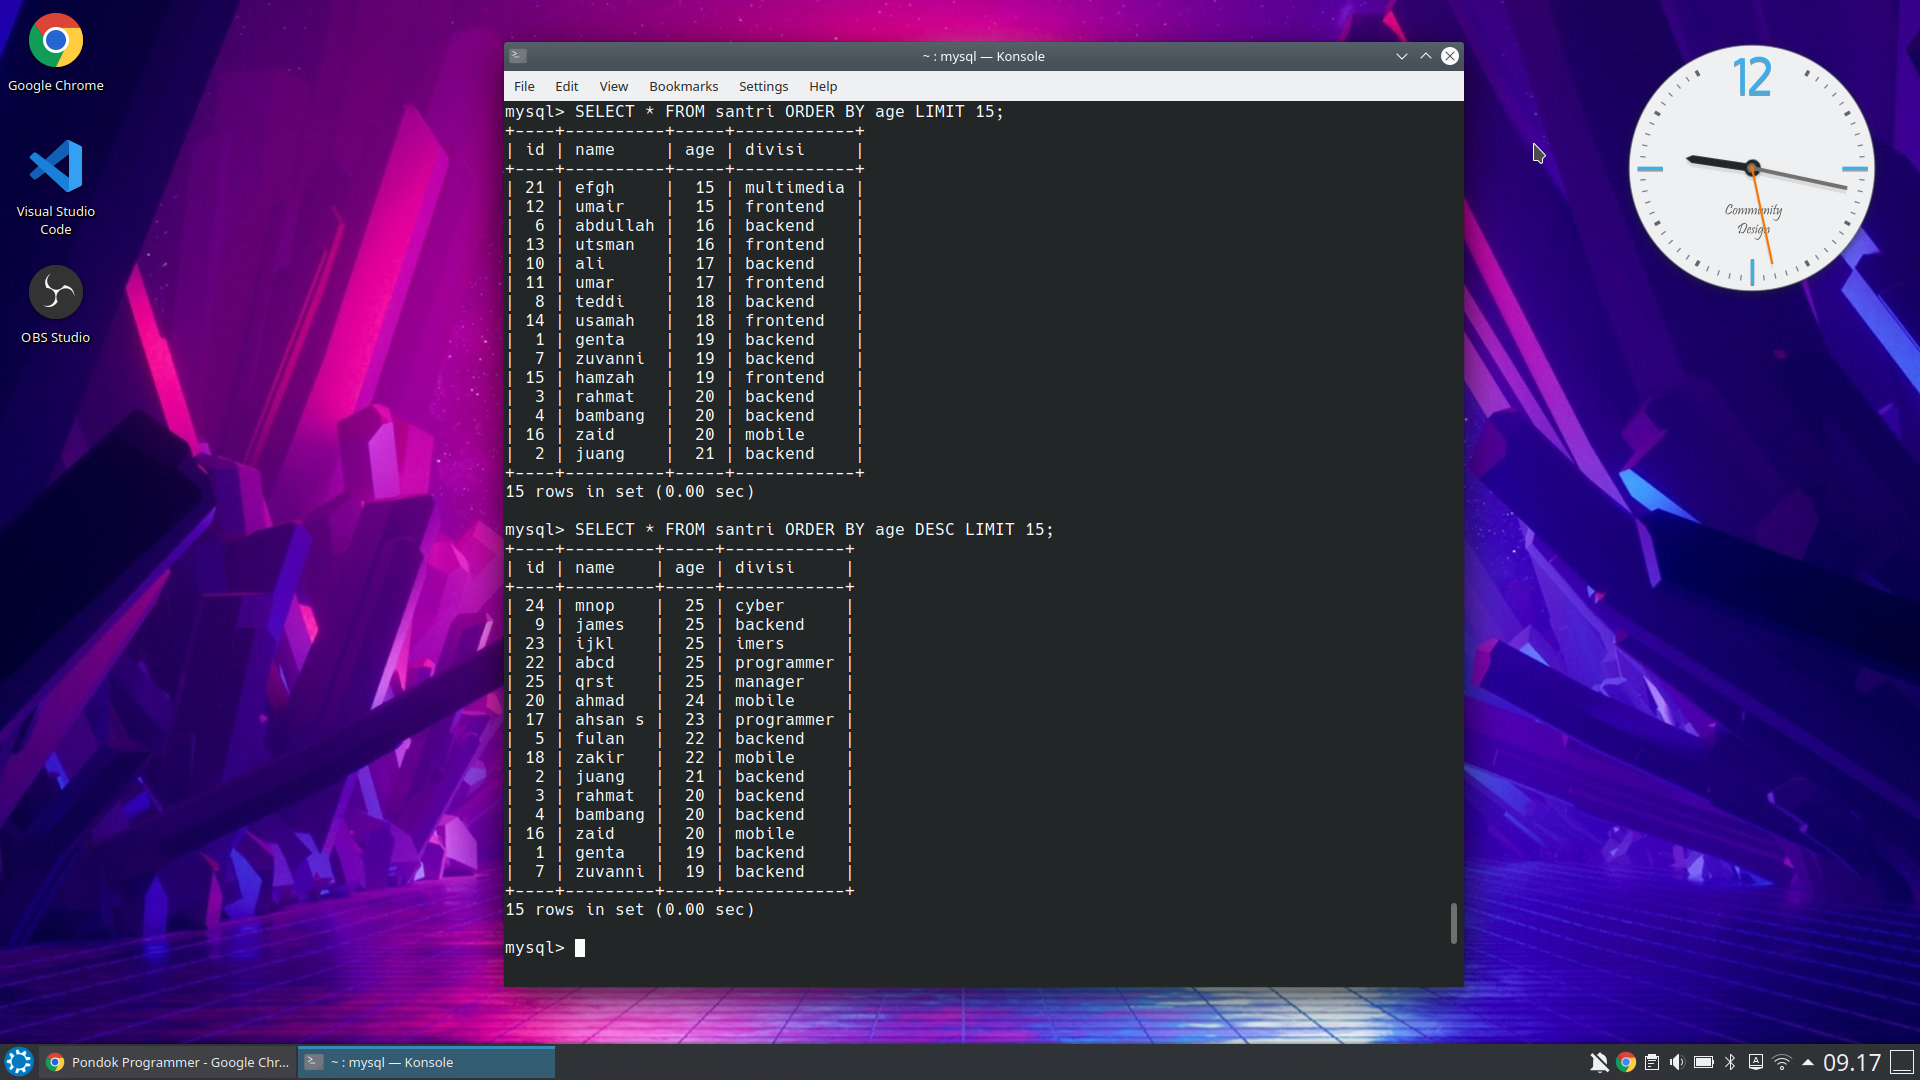 Google Chrome
Visual Studio
Code
OBS Studio
~ : mysql — Konsole
File Edit View Bookmarks Settings Help
mysql> SELECT * FROM santri ORDER BY age LIMIT 15;
+----+----------+-----+------------+
| id | name     | age | divisi     |
+----+----------+-----+------------+
| 21 | efgh     |  15 | multimedia |
| 12 | umair    |  15 | frontend   |
|  6 | abdullah |  16 | backend    |
| 13 | utsman   |  16 | frontend   |
| 10 | ali      |  17 | backend    |
| 11 | umar     |  17 | frontend   |
|  8 | teddi    |  18 | backend    |
| 14 | usamah   |  18 | frontend   |
|  1 | genta    |  19 | backend    |
|  7 | zuvanni  |  19 | backend    |
| 15 | hamzah   |  19 | frontend   |
|  3 | rahmat   |  20 | backend    |
|  4 | bambang  |  20 | backend    |
| 16 | zaid     |  20 | mobile     |
|  2 | juang    |  21 | backend    |
+----+----------+-----+------------+
15 rows in set (0.00 sec)
mysql> SELECT * FROM santri ORDER BY age DESC LIMIT 15;
+----+---------+-----+------------+
| id | name    | age | divisi     |
+----+---------+-----+------------+
| 24 | mnop    |  25 | cyber      |
|  9 | james   |  25 | backend    |
| 23 | ijkl    |  25 | imers      |
| 22 | abcd    |  25 | programmer |
| 25 | qrst    |  25 | manager    |
| 20 | ahmad   |  24 | mobile     |
| 17 | ahsan s |  23 | programmer |
|  5 | fulan   |  22 | backend    |
| 18 | zakir   |  22 | mobile     |
|  2 | juang   |  21 | backend    |
|  3 | rahmat  |  20 | backend    |
|  4 | bambang |  20 | backend    |
| 16 | zaid    |  20 | mobile     |
|  1 | genta   |  19 | backend    |
|  7 | zuvanni |  19 | backend    |
+----+---------+-----+------------+
15 rows in set (0.00 sec)
mysql>
12
Community
Design
Pondok Programmer - Google Chr...
~ : mysql — Konsole
A
09.17